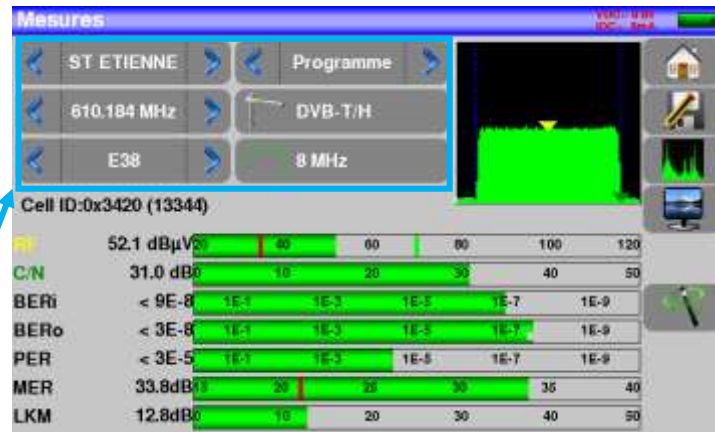 Mesures
ST ETIENNE Programme
610.184 MHz DVB-T/H
E38 8 MHz
Cell ID:0x3420 (13344)
RF 52.1 dBµV 20 40 60 80 100 120
C/N 31.0 dB 0 10 20 30 40 50
BERi < 9E-8 1E-1 1E-3 1E-5 1E-7 1E-9
BERo < 3E-8 1E-1 1E-3 1E-5 1E-7 1E-9
PER < 3E-5 1E-1 1E-3 1E-5 1E-7 1E-9
MER 33.8dB 13 20 25 30 35 40
LKM 12.8dB 0 10 20 30 40 50